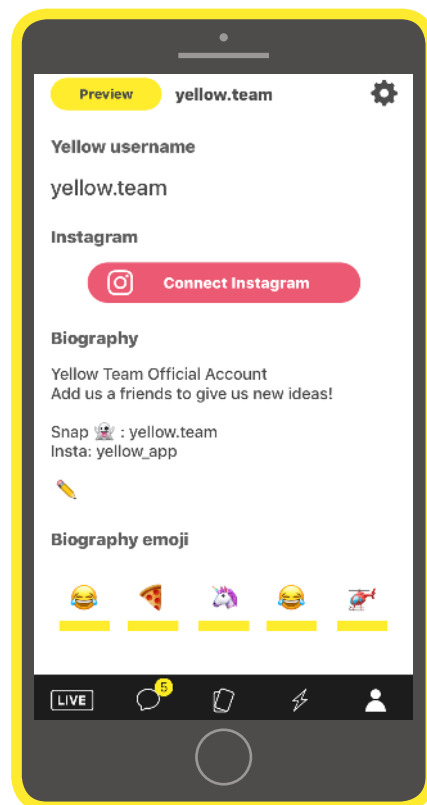 Preview yellow.team
Yellow username
yellow.team
Instagram
Connect Instagram
Biography
Yellow Team Official Account
Add us a friends to give us new ideas!
Snap 👻 : yellow.team
Insta: yellow_app
Biography emoji
LIVE 5